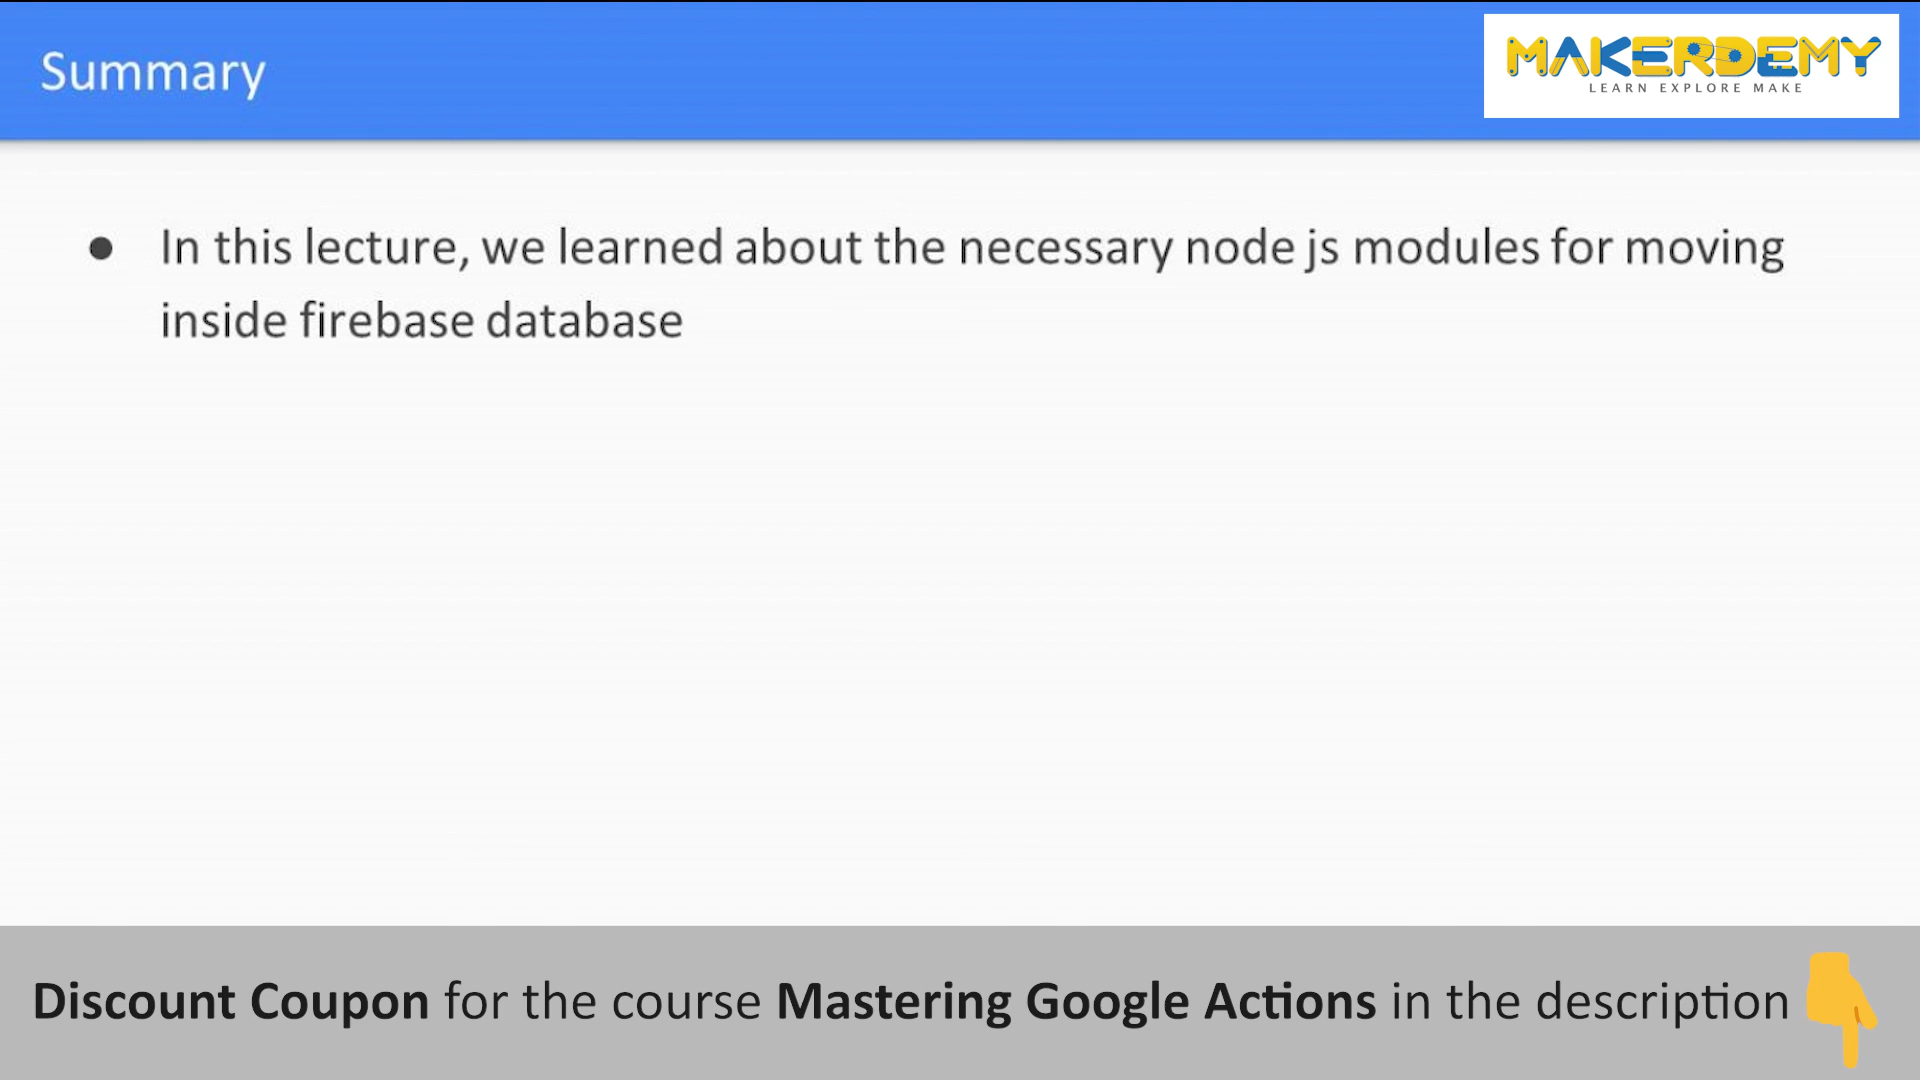 Summary
MAKERDEMY
LEARN EXPLORE MAKE
● In this lecture, we learned about the necessary node js modules for moving
inside firebase database
Discount Coupon for the course Mastering Google Actions in the description